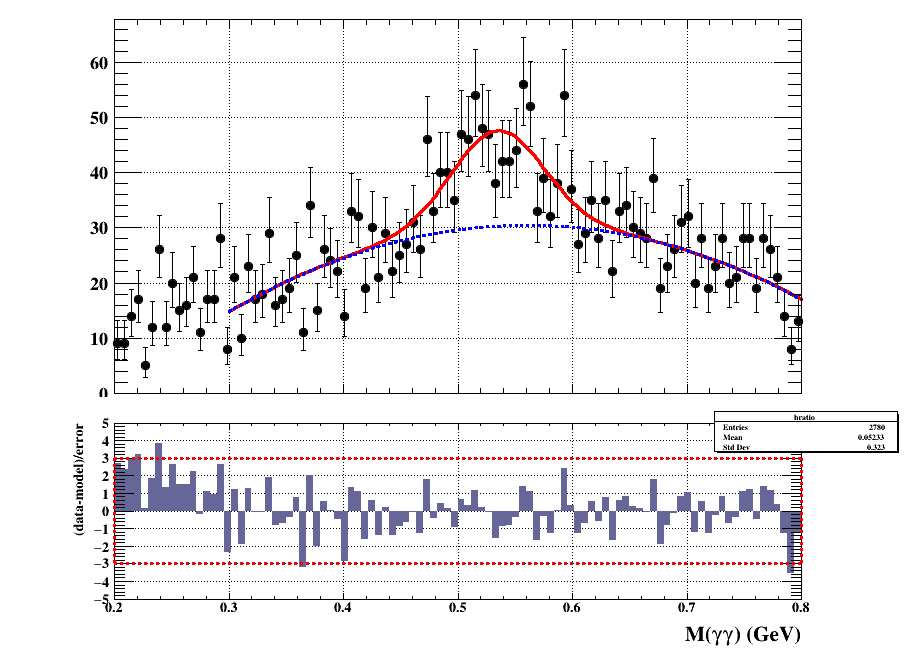 60
50
40
30
20
10
0
hratio
Entries 2780
Mean 0.05233
Std Dev 0.323
(data-model)/error
5
4
3
2
1
0
−1
−2
−3
−4
−5
0.2 0.3 0.4 0.5 0.6 0.7 0.8
M(γγ) (GeV)